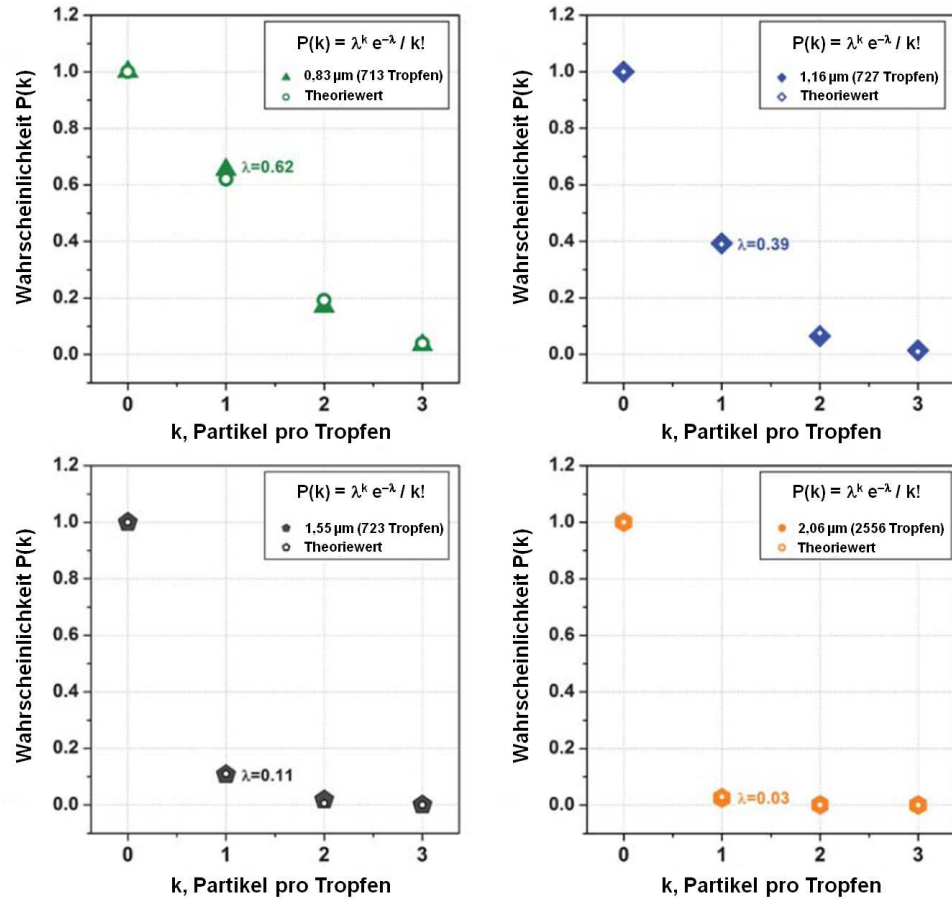 Wahrscheinlichkeit P(k)
1.2
1.0
0.8
0.6
0.4
0.2
0.0
P(k) = λᵏ e⁻λ / k!
0,83 µm (713 Tropfen)
Theoriewert
λ=0.62
0 1 2 3
k, Partikel pro Tropfen
Wahrscheinlichkeit P(k)
1.2
1.0
0.8
0.6
0.4
0.2
0.0
P(k) = λᵏ e⁻λ / k!
1,16 µm (727 Tropfen)
Theoriewert
λ=0.39
0 1 2 3
k, Partikel pro Tropfen
Wahrscheinlichkeit P(k)
1.2
1.0
0.8
0.6
0.4
0.2
0.0
P(k) = λᵏ e⁻λ / k!
1.55 µm (723 Tropfen)
Theoriewert
λ=0.11
0 1 2 3
k, Partikel pro Tropfen
Wahrscheinlichkeit P(k)
1.2
1.0
0.8
0.6
0.4
0.2
0.0
P(k) = λᵏ e⁻λ / k!
2.06 µm (2556 Tropfen)
Theoriewert
λ=0.03
0 1 2 3
k, Partikel pro Tropfen